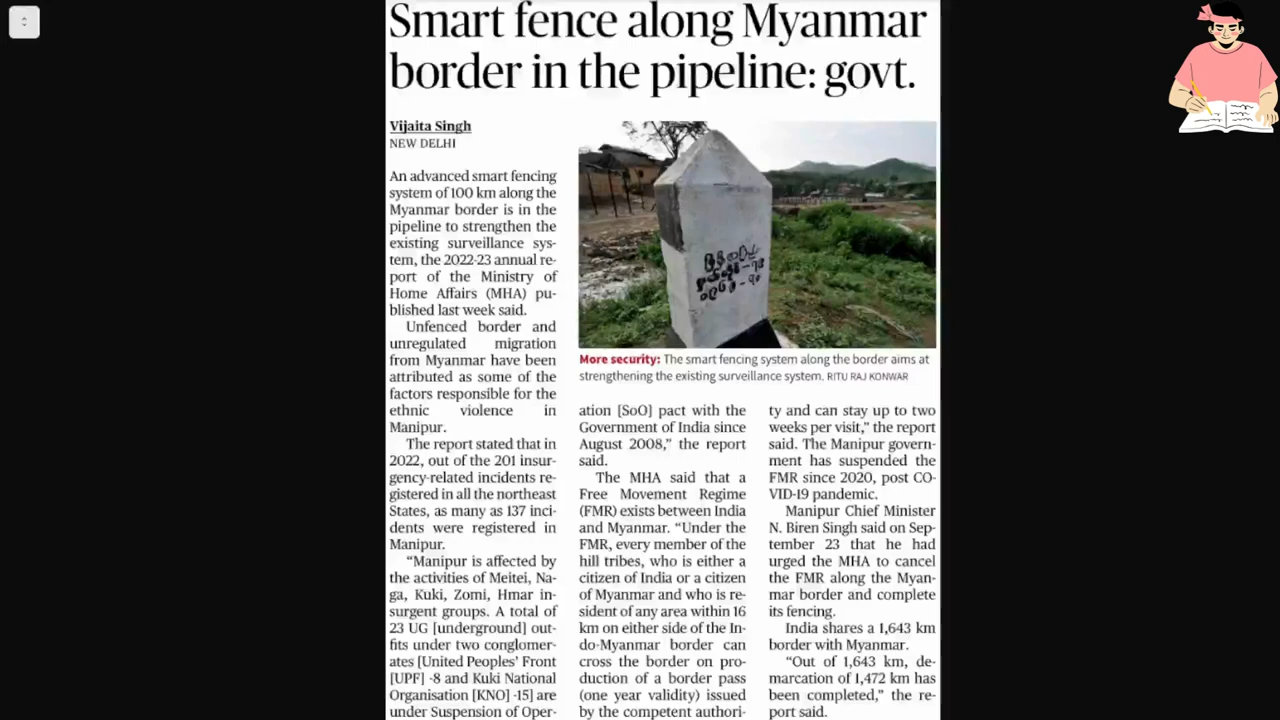 Smart fence along Myanmar
border in the pipeline: govt.
Vijaita Singh
NEW DELHI
An advanced smart fencing
system of 100 km along the
Myanmar border is in the
pipeline to strengthen the
existing surveillance sys-
tem, the 2022-23 annual re-
port of the Ministry of
Home Affairs (MHA) pu-
blished last week said.
Unfenced border and
unregulated migration
from Myanmar have been
attributed as some of the
factors responsible for the
ethnic violence in
Manipur.
The report stated that in
2022, out of the 201 insur-
gency-related incidents re-
gistered in all the northeast
States, as many as 137 inci-
dents were registered in
Manipur.
“Manipur is affected by
the activities of Meitei, Na-
ga, Kuki, Zomi, Hmar in-
surgent groups. A total of
23 UG [underground] out-
fits under two conglomer-
ates [United Peoples’ Front
[UPF] -8 and Kuki National
Organisation [KNO] -15] are
under Suspension of Oper-
More security: The smart fencing system along the border aims at
strengthening the existing surveillance system. RITU RAJ KONWAR
ation [SoO] pact with the
Government of India since
August 2008,” the report
said.
The MHA said that a
Free Movement Regime
(FMR) exists between India
and Myanmar. “Under the
FMR, every member of the
hill tribes, who is either a
citizen of India or a citizen
of Myanmar and who is re-
sident of any area within 16
km on either side of the In-
do-Myanmar border can
cross the border on pro-
duction of a border pass
(one year validity) issued
by the competent authori-
ty and can stay up to two
weeks per visit,” the report
said. The Manipur govern-
ment has suspended the
FMR since 2020, post CO-
VID-19 pandemic.
Manipur Chief Minister
N. Biren Singh said on Sep-
tember 23 that he had
urged the MHA to cancel
the FMR along the Myan-
mar border and complete
its fencing.
India shares a 1,643 km
border with Myanmar.
“Out of 1,643 km, de-
marcation of 1,472 km has
been completed,” the re-
port said.